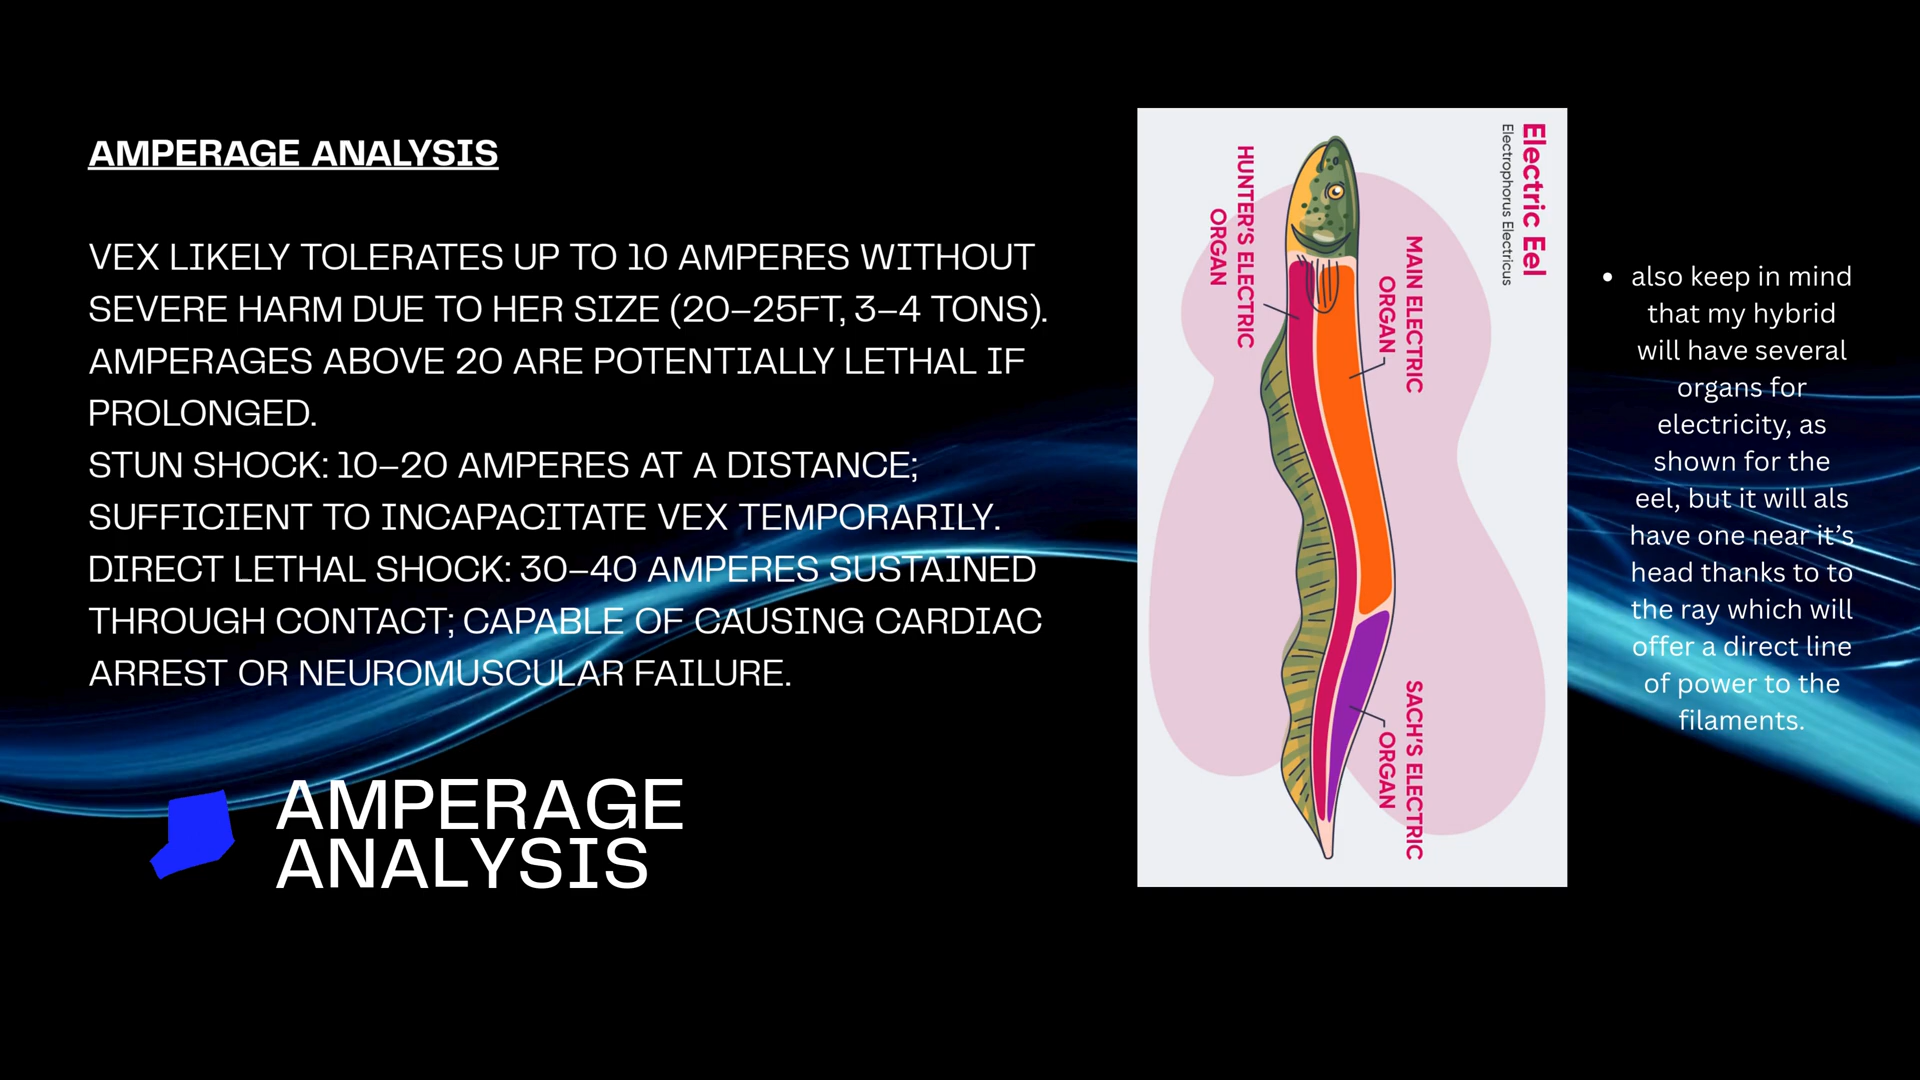 AMPERAGE ANALYSIS
VEX LIKELY TOLERATES UP TO 10 AMPERES WITHOUT
SEVERE HARM DUE TO HER SIZE (20–25FT, 3–4 TONS).
AMPERAGES ABOVE 20 ARE POTENTIALLY LETHAL IF
PROLONGED.
STUN SHOCK: 10–20 AMPERES AT A DISTANCE;
SUFFICIENT TO INCAPACITATE VEX TEMPORARILY.
DIRECT LETHAL SHOCK: 30–40 AMPERES SUSTAINED
THROUGH CONTACT; CAPABLE OF CAUSING CARDIAC
ARREST OR NEUROMUSCULAR FAILURE.
AMPERAGE
ANALYSIS
Electric Eel
Electrophorus Electricus
MAIN ELECTRIC
ORGAN
SACH'S ELECTRIC
ORGAN
HUNTER'S ELECTRIC
ORGAN
• also keep in mind
that my hybrid
will have several
organs for
electricity, as
shown for the
eel, but it will als
have one near it's
head thanks to to
the ray which will
offer a direct line
of power to the
filaments.